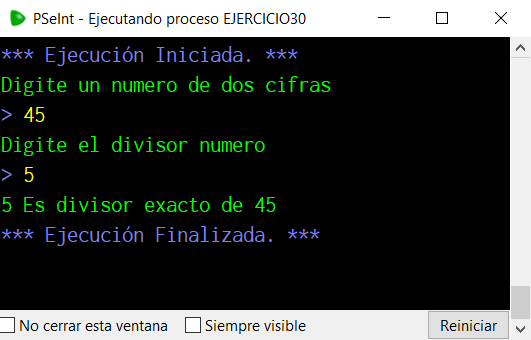 PSeInt - Ejecutando proceso EJERCICIO30
*** Ejecución Iniciada. ***
Digite un numero de dos cifras
> 45
Digite el divisor numero
> 5
5 Es divisor exacto de 45
*** Ejecución Finalizada. ***
No cerrar esta ventana Siempre visible Reiniciar